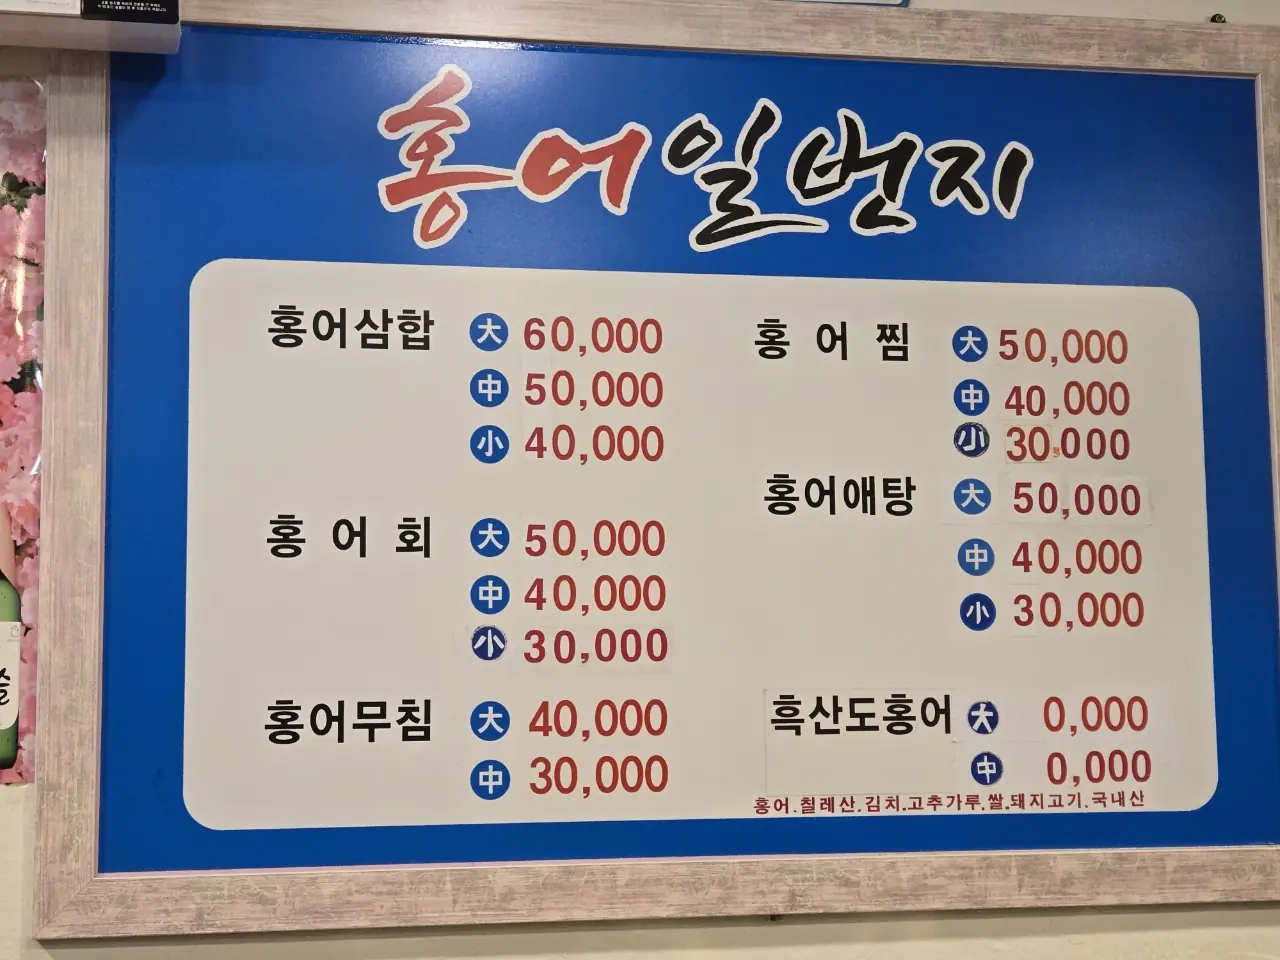 홍어일번지
홍어삼합 大 60,000
中 50,000
小 40,000
홍어회 大 50,000
中 40,000
小 30,000
홍어무침 大 40,000
中 30,000
홍어찜 大 50,000
中 40,000
小 30,000
홍어애탕 大 50,000
中 40,000
小 30,000
흑산도홍어 大 0,000
中 0,000
홍어.칠레산.김치.고추가루.쌀.돼지고기.국내산